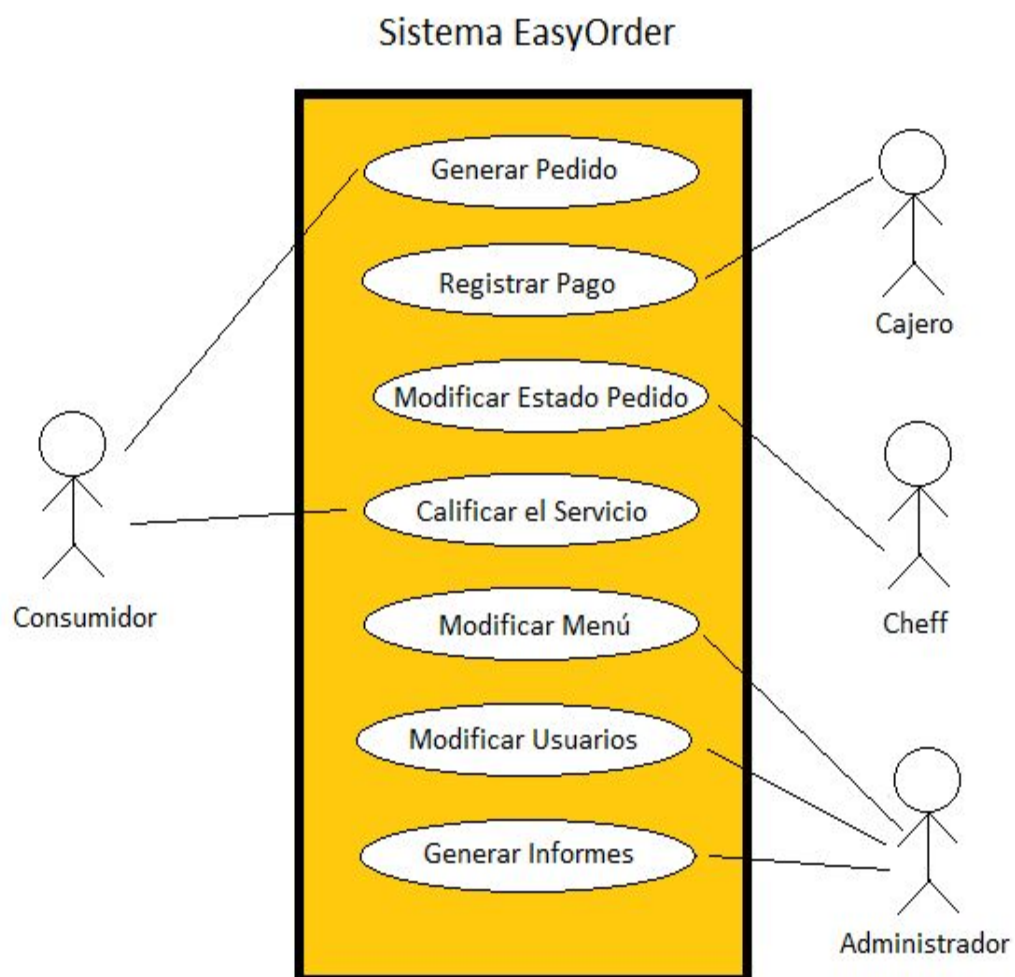 Sistema EasyOrder
Generar Pedido
Registrar Pago
Cajero
Modificar Estado Pedido
Calificar el Servicio
Consumidor
Modificar Menú
Cheff
Modificar Usuarios
Generar Informes
Administrador